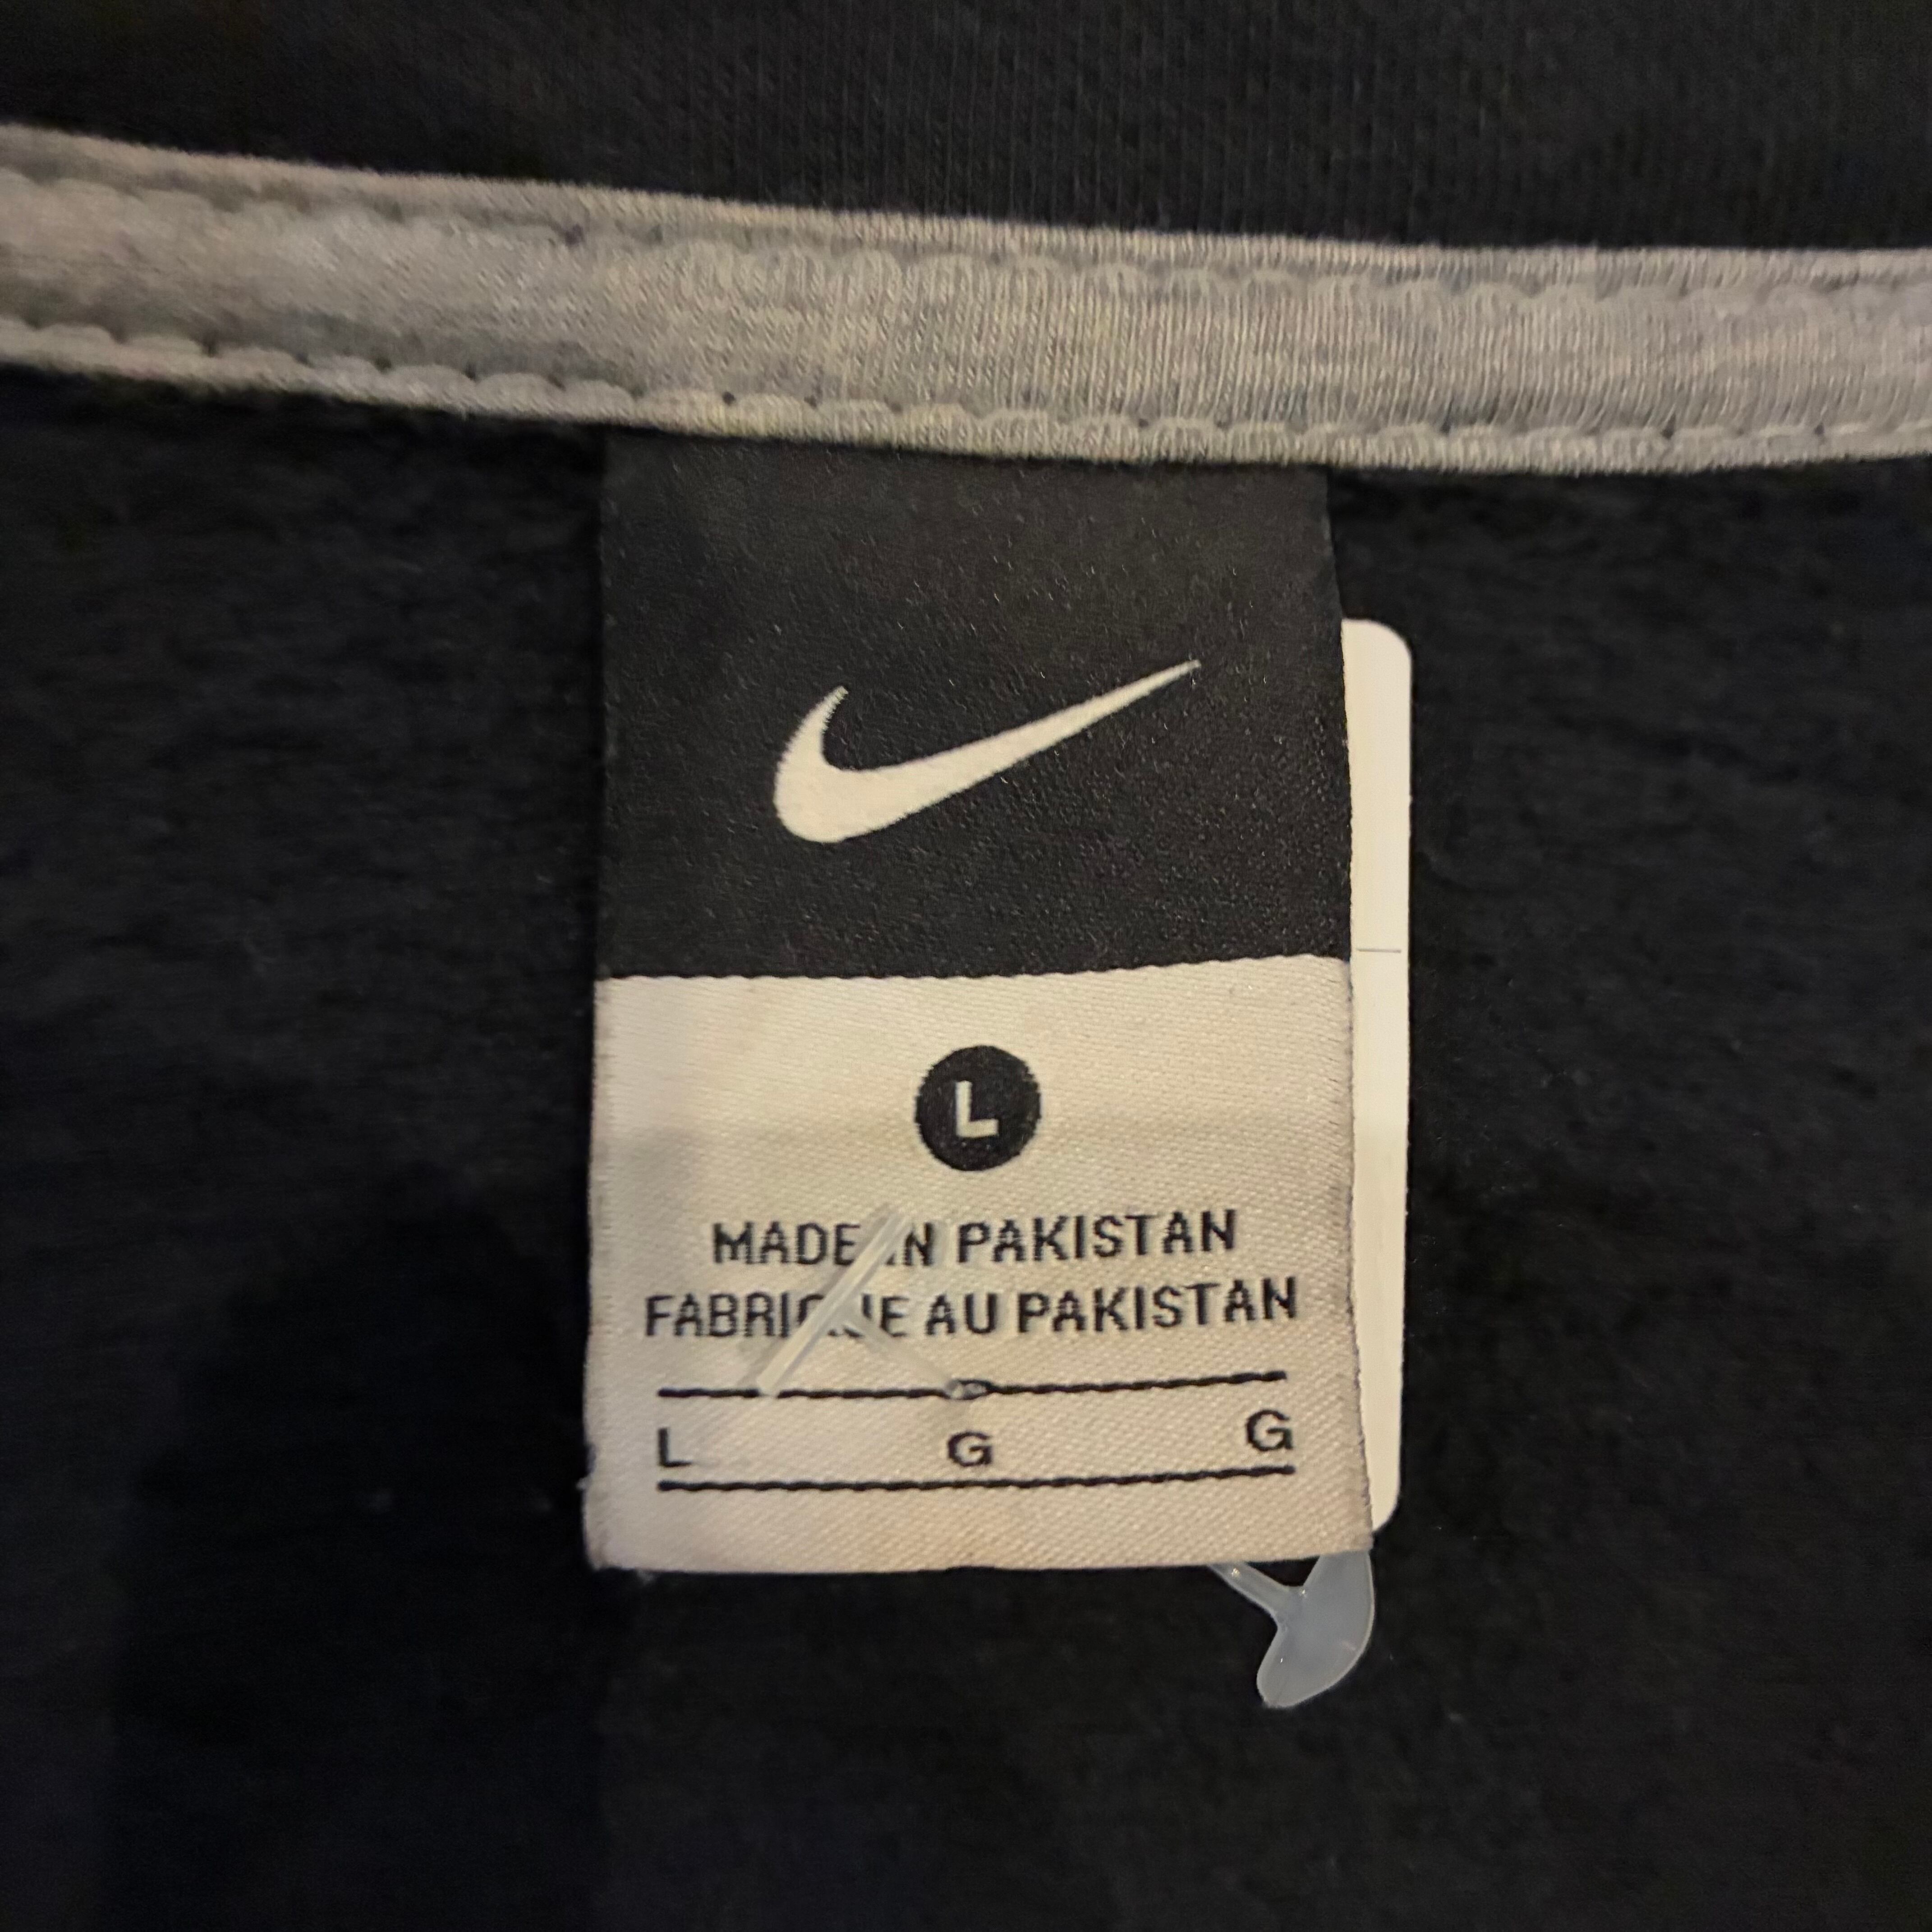 L
MADE IN PAKISTAN
FABRIQUE AU PAKISTAN
L G G